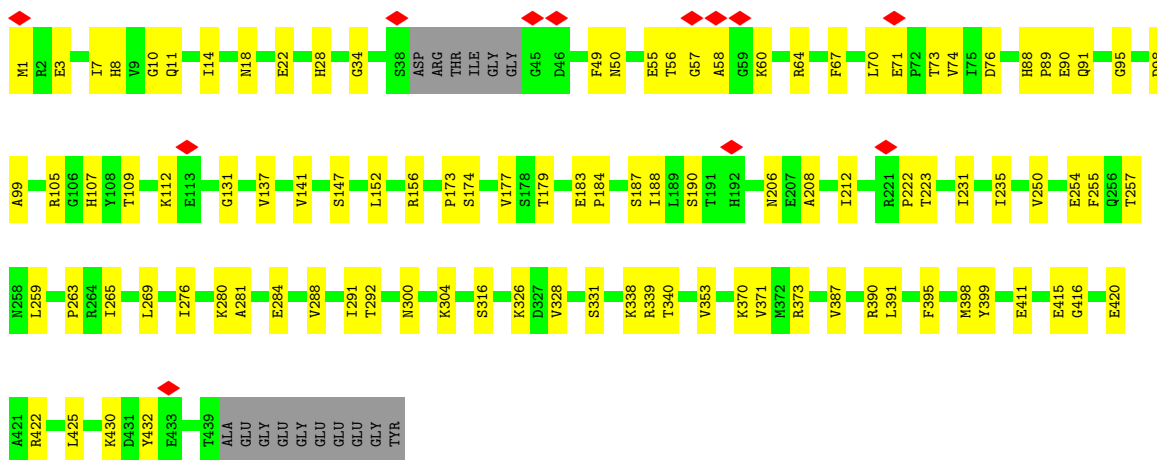 M1 R2 E3 I7 H8 V9 G10 Q11 I14 N18 E22 H28 G34 S38 ASP ARG THR ILE GLY GLY G45 D46 F49 N50 E55 T56 G57 A58 G59 K60 R64 F67 L70 E71 P72 T73 V74 I75 D76 H88 P89 E90 Q91 G95 D98
A99 R105 G106 H107 Y108 T109 K112 E113 G131 V137 V141 S147 L152 R156 P173 S174 V177 S178 T179 E183 P184 S187 I188 L189 S190 T191 H192 N206 E207 A208 I212 R221 P222 T223 I231 I235 V250 E254 F255 Q256 T257
N258 L259 P263 R264 I265 L269 I276 K280 A281 E284 V288 I291 T292 N300 K304 S316 K326 D327 V328 S331 K338 R339 T340 V353 K370 V371 M372 R373 V387 R390 L391 F395 M398 Y399 E411 E415 G416 E420
A421 R422 L425 K430 D431 Y432 E433 T439 ALA GLU GLY GLU GLY GLU GLU GLU GLY TYR